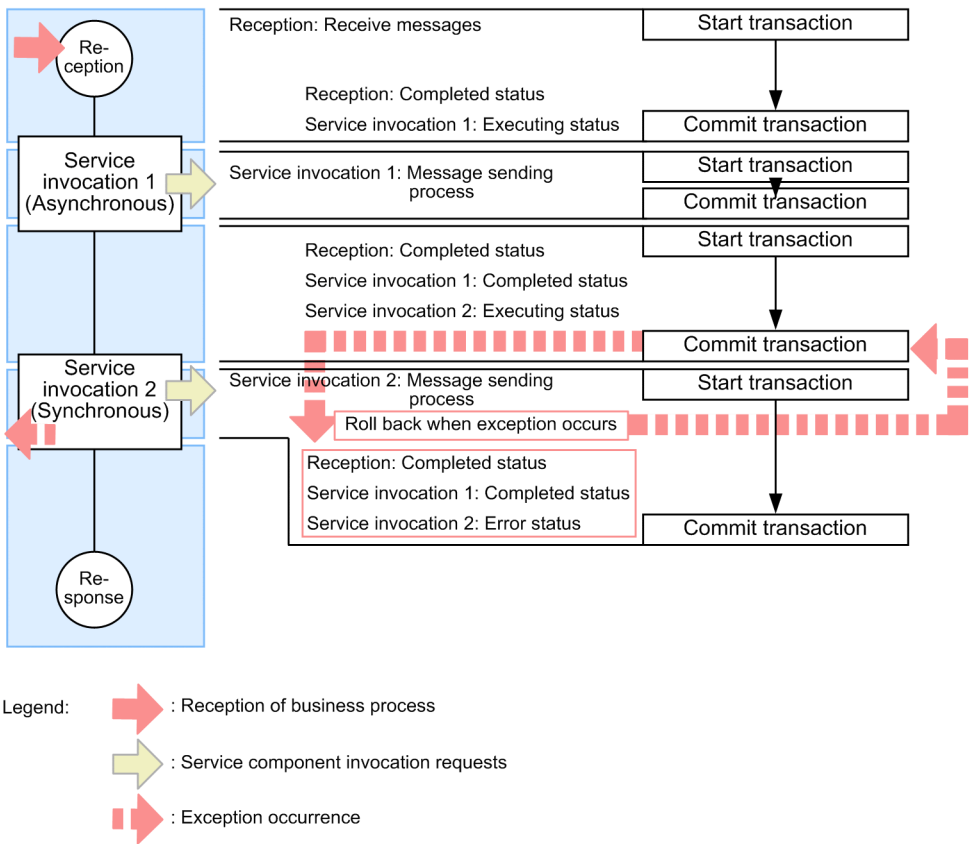 Re-
ception
Reception: Receive messages
Start transaction
Reception: Completed status
Service invocation 1: Executing status
Commit transaction
Service
invocation 1
(Asynchronous)
Service invocation 1: Message sending
process
Start transaction
Commit transaction
Start transaction
Reception: Completed status
Service invocation 1: Completed status
Service invocation 2: Executing status
Commit transaction
Service
invocation 2
(Synchronous)
Service invocation 2: Message sending
process
Start transaction
Roll back when exception occurs
Reception: Completed status
Service invocation 1: Completed status
Service invocation 2: Error status
Commit transaction
Re-
sponse
Legend:
: Reception of business process
: Service component invocation requests
: Exception occurrence